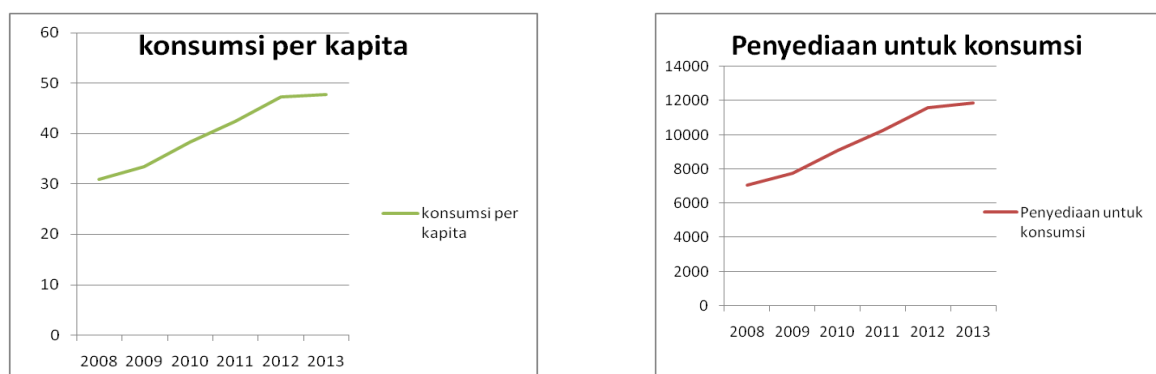 konsumsi per kapita
60
50
40
30
20
10
0
2008 2009 2010 2011 2012 2013
konsumsi per
kapita
Penyediaan untuk konsumsi
14000
12000
10000
8000
6000
4000
2000
0
2008 2009 2010 2011 2012 2013
Penyediaan untuk
konsumsi